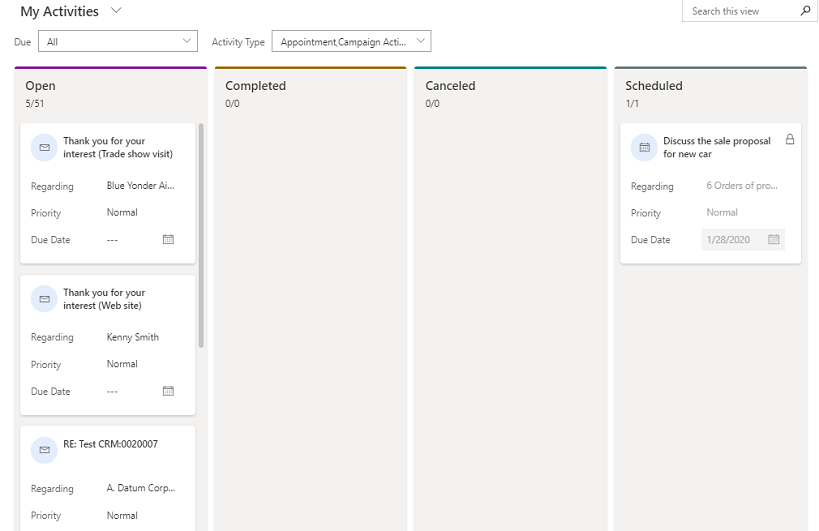 My Activities
Search this view
Due
All
Activity Type
Appointment,Campaign Acti...
Open
5/51
Thank you for your
interest (Trade show visit)
Regarding
Blue Yonder Ai...
Priority
Normal
Due Date
---
Thank you for your
interest (Web site)
Regarding
Kenny Smith
Priority
Normal
Due Date
---
RE: Test CRM:0020007
Regarding
A. Datum Corp...
Priority
Normal
Completed
0/0
Canceled
0/0
Scheduled
1/1
Discuss the sale proposal
for new car
Regarding
6 Orders of pro...
Priority
Normal
Due Date
1/28/2020